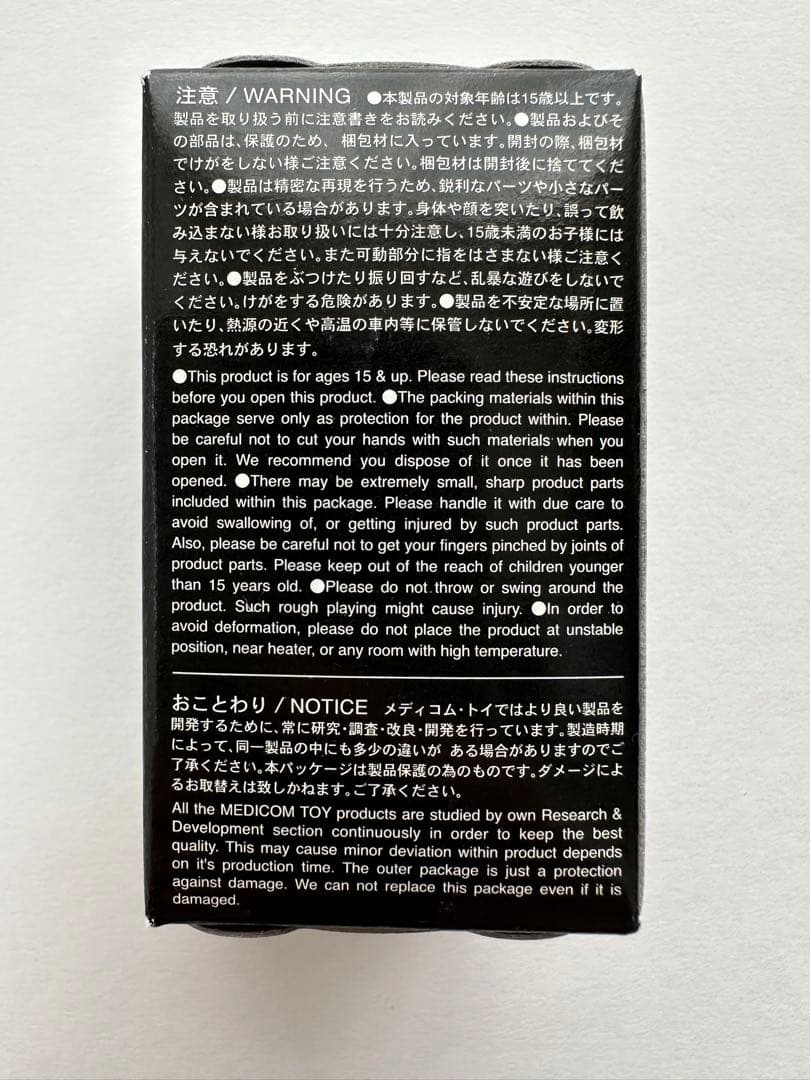 注意 / WARNING ●本製品の対象年齢は15歳以上です。
製品を取り扱う前に注意書きをお読みください。●製品およびそ
の部品は、保護のため、 梱包材に入っています。開封の際、梱包材
でけがをしない様ご注意ください。梱包材は開封後に捨ててくだ
さい。●製品は精密な再現を行うため、鋭利なパーツや小さなパー
ツが含まれている場合があります。身体や顔を突いたり、誤って飲
み込まない様お取り扱いには十分注意し、15歳未満のお子様には
与えないでください。また可動部分に指をはさまない様ご注意く
ださい。●製品をぶつけたり振り回すなど、乱暴な遊びをしないで
ください。けがをする危険があります。●製品を不安定な場所に置
いたり、熱源の近くや高温の車内等に保管しないでください。変形
する恐れがあります。
●This product is for ages 15 & up. Please read these instructions
before you open this product. ●The packing materials within this
package serve only as protection for the product within. Please
be careful not to cut your hands with such materials when you
open it. We recommend you dispose of it once it has been
opened. ●There may be extremely small, sharp product parts
included within this package. Please handle it with due care to
avoid swallowing of, or getting injured by such product parts.
Also, please be careful not to get your fingers pinched by joints of
product parts. Please keep out of the reach of children younger
than 15 years old. ●Please do not throw or swing around the
product. Such rough playing might cause injury. ●In order to
avoid deformation, please do not place the product at unstable
position, near heater, or any room with high temperature.
おことわり / NOTICE メディコム・トイではより良い製品を
開発するために、常に研究・調査・改良・開発を行っています。製造時期
によって、同一製品の中にも多少の違いが ある場合がありますのでご
了承ください。本パッケージは製品保護の為のものです。ダメージによ
るお取替えは致しかねます。ご了承ください。
All the MEDICOM TOY products are studied by own Research &
Development section continuously in order to keep the best
quality. This may cause minor deviation within product depends
on it's production time. The outer package is just a protection
against damage. We can not replace this package even if it is
damaged.